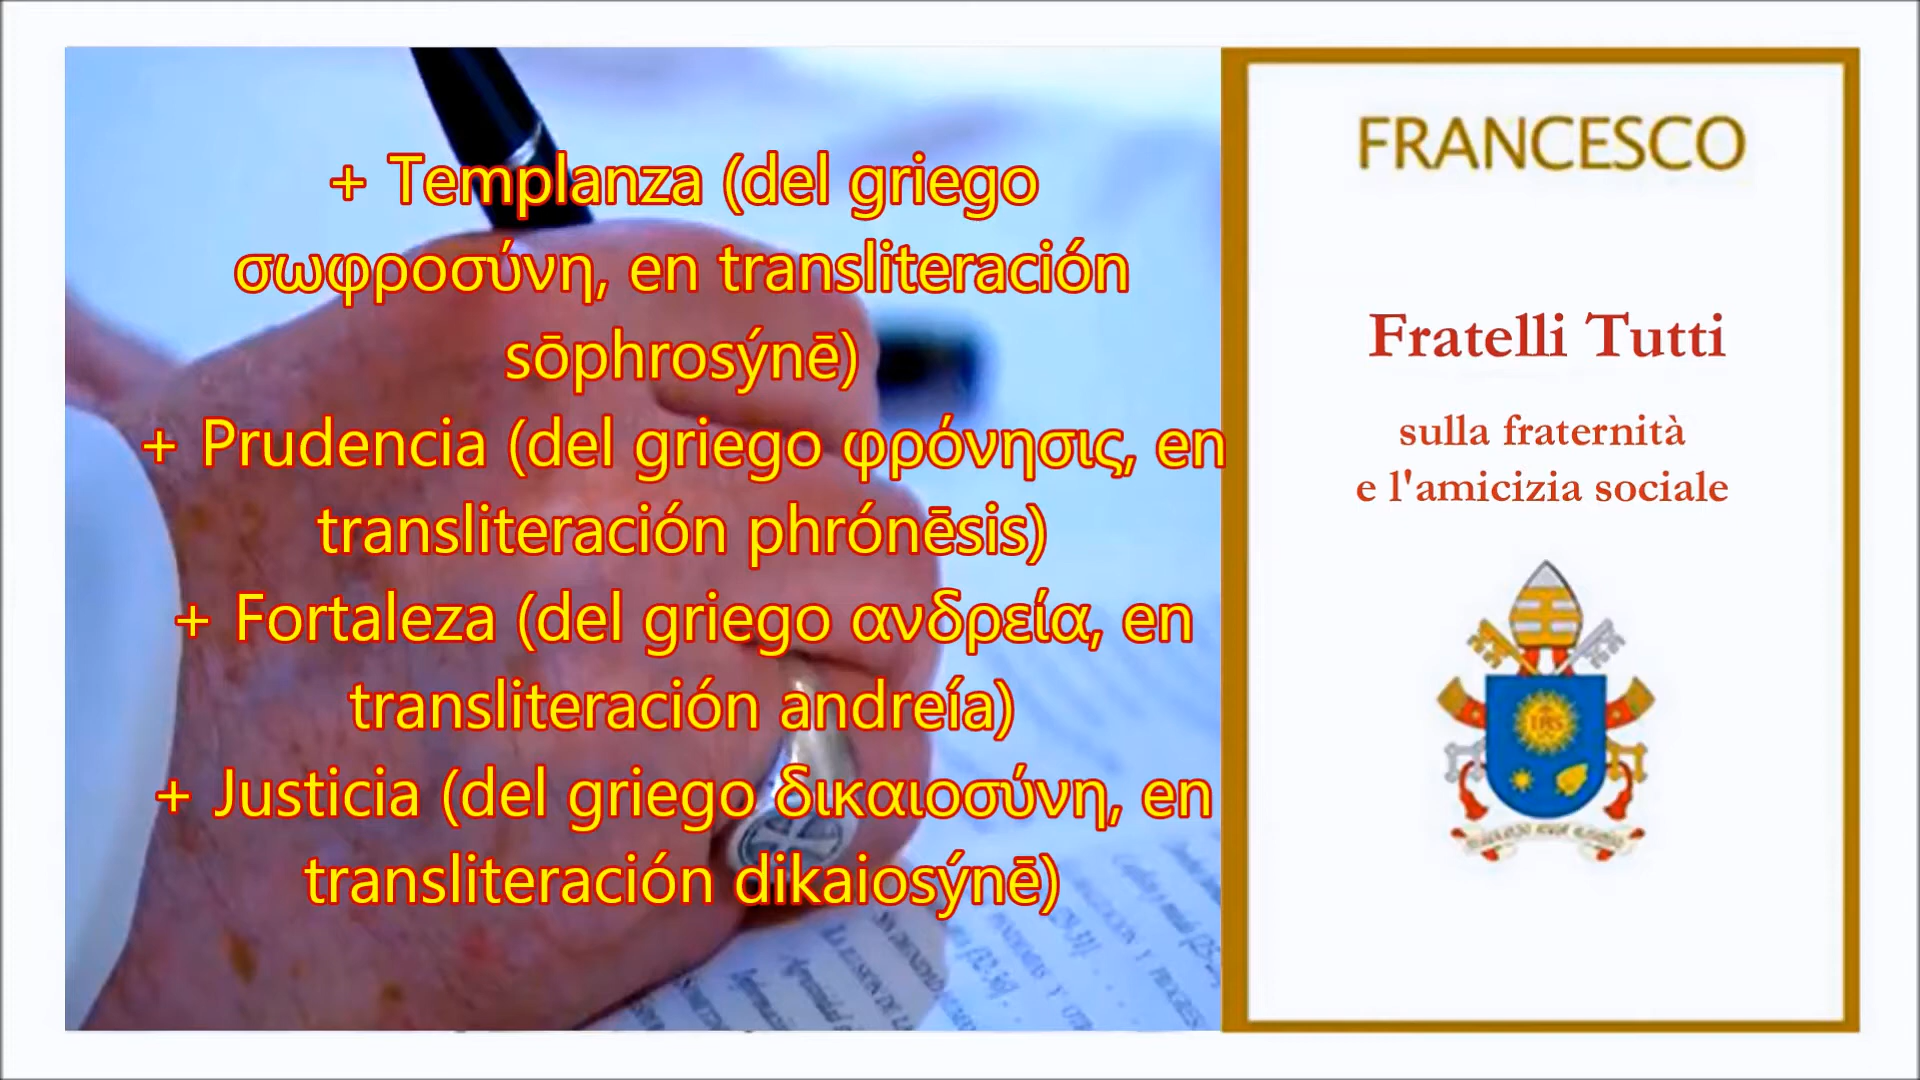 + Templanza (del griego
σωφροσύνη, en transliteración
sōphrosýnē)
+ Prudencia (del griego φρόνησις, en
transliteración phrónēsis)
+ Fortaleza (del griego ανδρεία, en
transliteración andreía)
+ Justicia (del griego δικαιοσύνη, en
transliteración dikaiosýnē)
FRANCESCO
Fratelli Tutti
sulla fraternità
e l'amicizia sociale
IHS